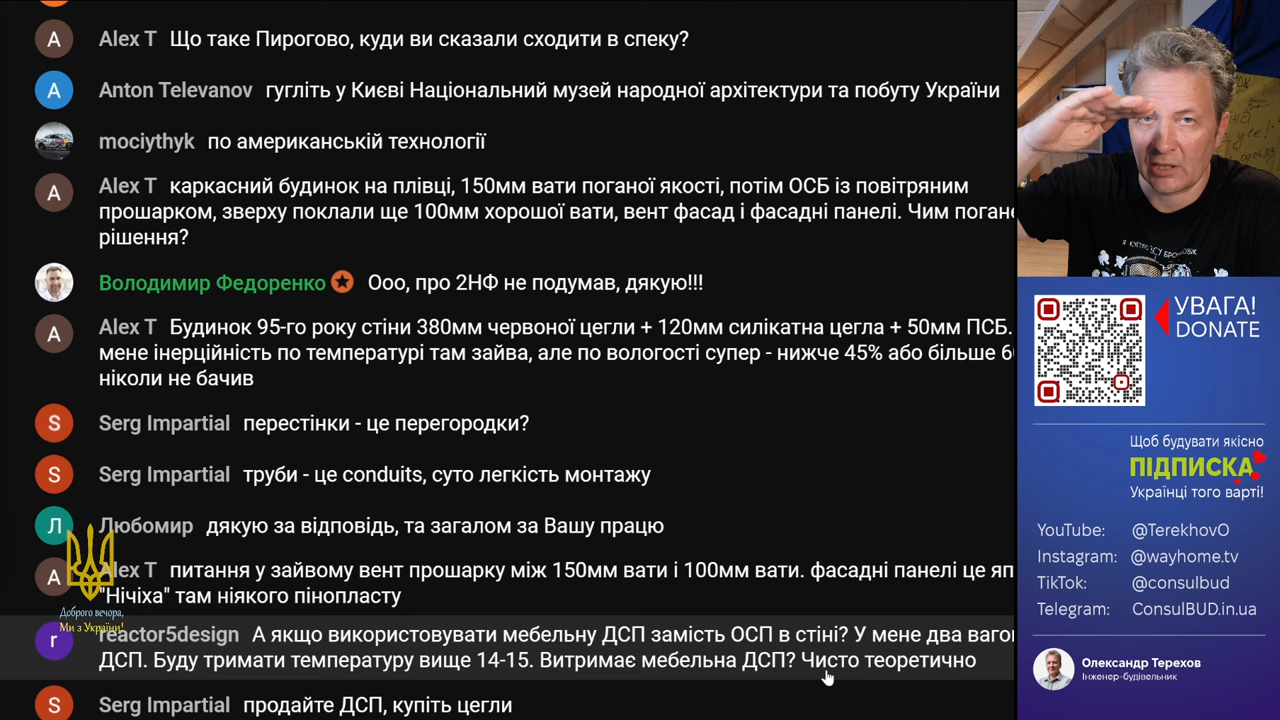 A Alex T Що таке Пирогово, куди ви сказали сходити в спеку?
A Anton Televanov гугліть у Києві Національний музей народної архітектури та побуту України
mociythyk по американській технології
A Alex T каркасний будинок на плівці, 150мм вати поганої якості, потім ОСБ із повітряним
прошарком, зверху поклали ще 100мм хорошої вати, вент фасад і фасадні панелі. Чим погане
рішення?
Володимир Федоренко Ооо, про 2НФ не подумав, дякую!!!
A Alex T Будинок 95-го року стіни 380мм червоної цегли + 120мм силікатна цегла + 50мм ПСБ.
мене інерційність по температурі там зайва, але по вологості супер - нижче 45% або більше
ніколи не бачив
S Serg Impartial перестінки - це перегородки?
S Serg Impartial труби - це conduits, суто легкість монтажу
Л Любомир дякую за відповідь, та загалом за Вашу працю
A Alex T питання у зайвому вент прошарку між 150мм вати і 100мм вати. фасадні панелі це
"Нічіха" там ніякого пінопласту
r reactor5design А якщо використовувати мебельну ДСП замість ОСП в стіні? У мене два
ДСП. Буду тримати температуру вище 14-15. Витримає мебельна ДСП? Чисто теоретично
S Serg Impartial продайте ДСП, купіть цегли
Доброго вечора,
Ми з України!
УВАГА!
DONATE
Щоб будувати якісно
ПІДПИСКА
Українці того варті!
YouTube: @TerekhovO
Instagram: @wayhome.tv
TikTok: @consulbud
Telegram: ConsulBUD.in.ua
Олександр Терехов
Інженер-будівельник